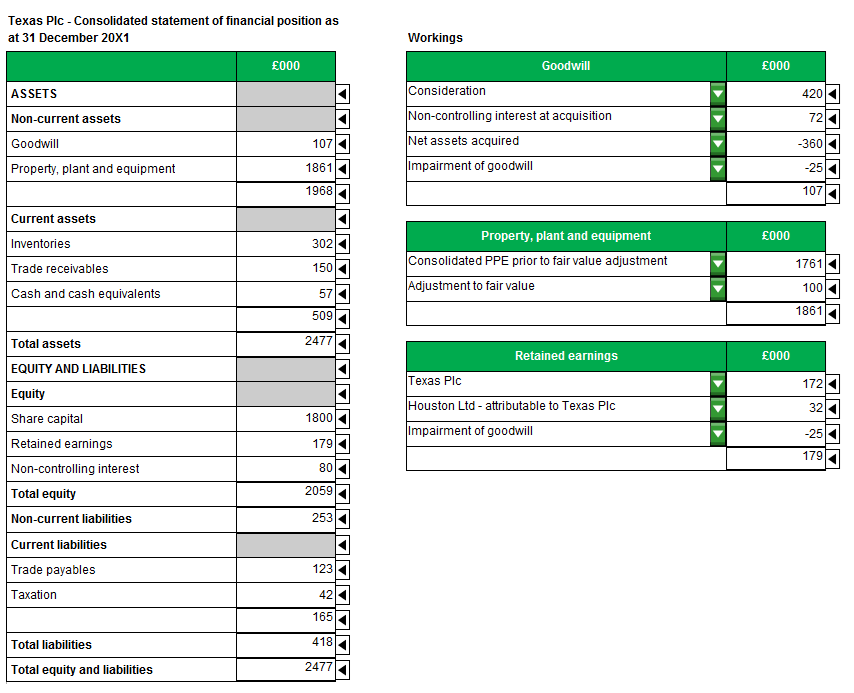 Texas Plc - Consolidated statement of financial position as
at 31 December 20X1
£000
ASSETS
Non-current assets
Goodwill 107
Property, plant and equipment 1861
1968
Current assets
Inventories 302
Trade receivables 150
Cash and cash equivalents 57
509
Total assets 2477
EQUITY AND LIABILITIES
Equity
Share capital 1800
Retained earnings 179
Non-controlling interest 80
Total equity 2059
Non-current liabilities 253
Current liabilities
Trade payables 123
Taxation 42
165
Total liabilities 418
Total equity and liabilities 2477
Workings
Goodwill £000
Consideration 420
Non-controlling interest at acquisition 72
Net assets acquired -360
Impairment of goodwill -25
107
Property, plant and equipment £000
Consolidated PPE prior to fair value adjustment 1761
Adjustment to fair value 100
1861
Retained earnings £000
Texas Plc 172
Houston Ltd - attributable to Texas Plc 32
Impairment of goodwill -25
179